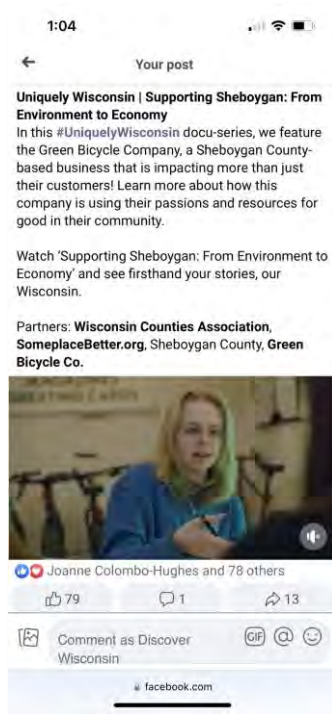 1:04
Your post
Uniquely Wisconsin | Supporting Sheboygan: From
Environment to Economy
In this #UniquelyWisconsin docu-series, we feature
the Green Bicycle Company, a Sheboygan County-
based business that is impacting more than just
their customers! Learn more about how this
company is using their passions and resources for
good in their community.
Watch 'Supporting Sheboygan: From Environment to
Economy' and see firsthand your stories, our
Wisconsin.
Partners: Wisconsin Counties Association,
SomeplaceBetter.org, Sheboygan County, Green
Bicycle Co.
Joanne Colombo-Hughes and 78 others
79 1 13
Comment as Discover
Wisconsin
GIF
facebook.com